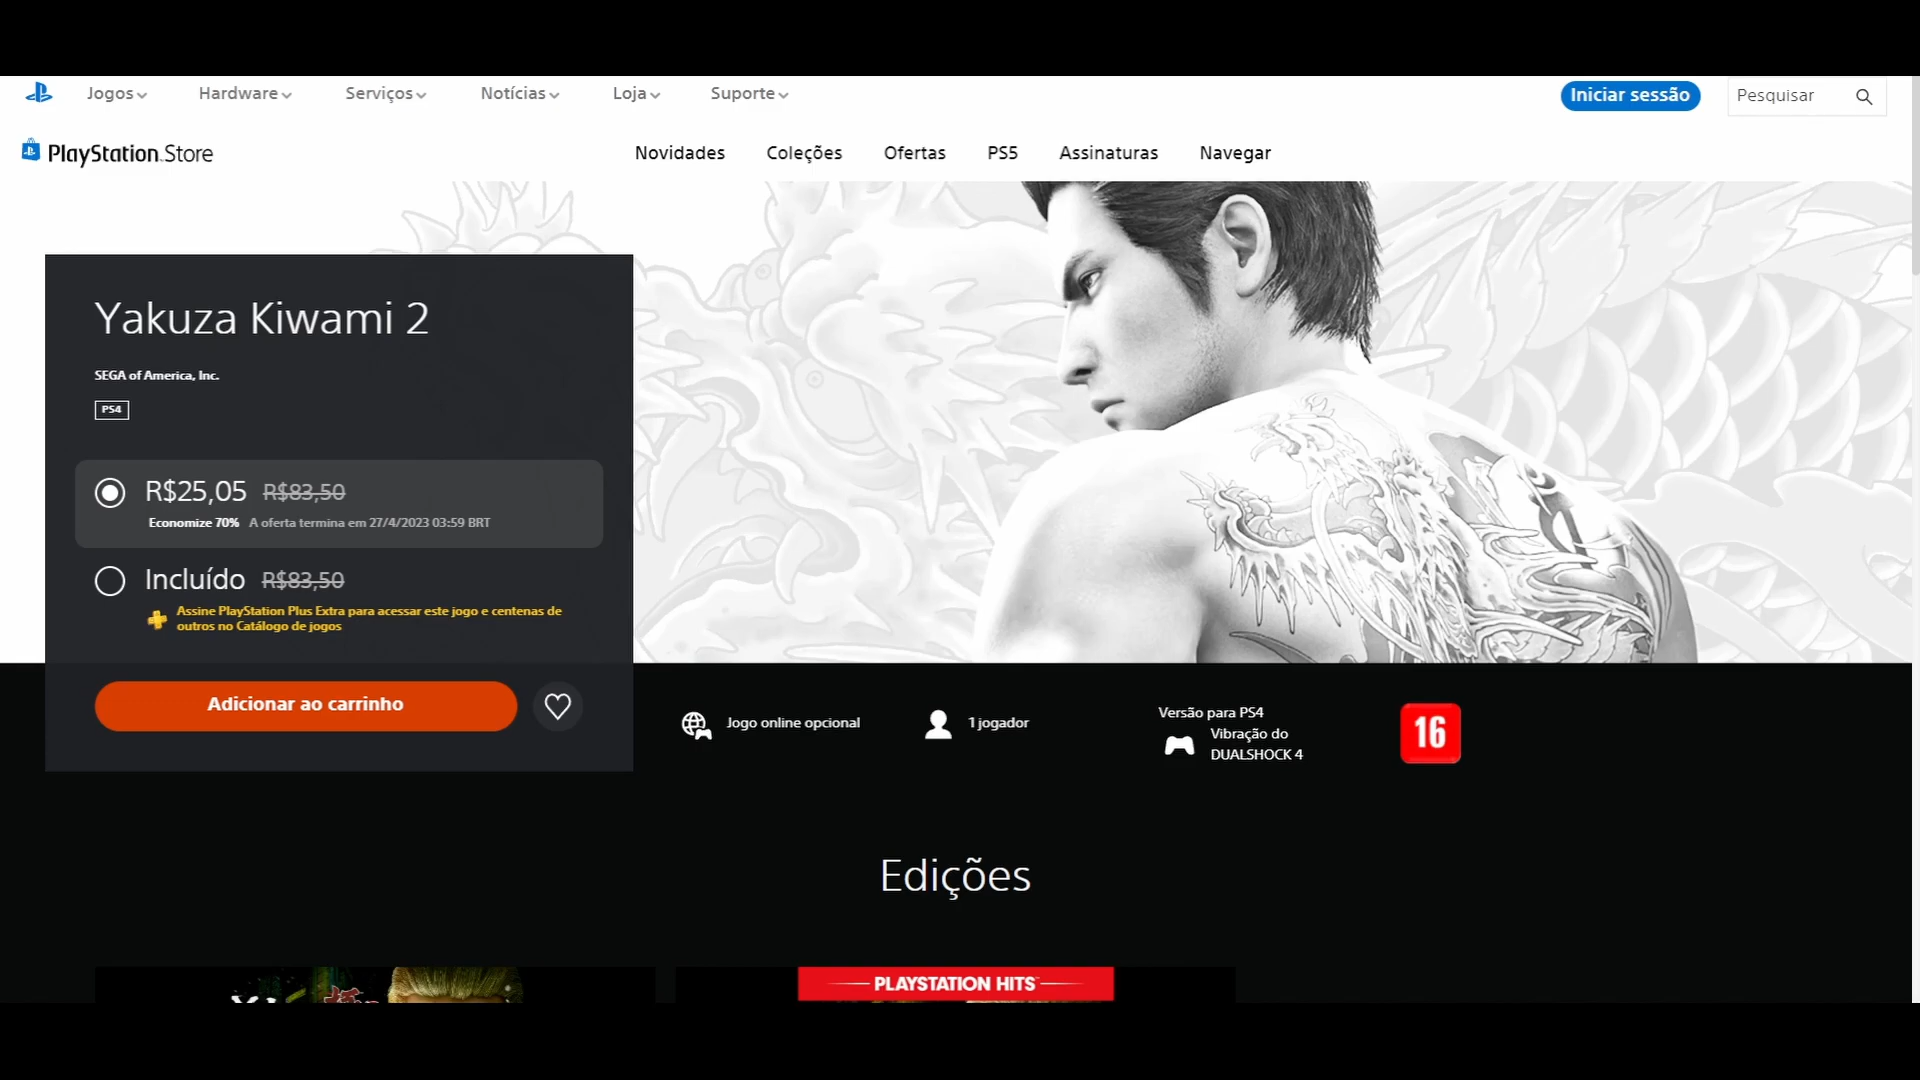 Jogos
Hardware
Serviços
Notícias
Loja
Suporte
Iniciar sessão
Pesquisar
PlayStation Store
Novidades
Coleções
Ofertas
PS5
Assinaturas
Navegar
Yakuza Kiwami 2
SEGA of America, Inc.
PS4
R$25,05 R$83,50
Economize 70% A oferta termina em 27/4/2023 03:59 BRT
Incluído R$83,50
Assine PlayStation Plus Extra para acessar este jogo e centenas de
outros no Catálogo de jogos
Adicionar ao carrinho
Jogo online opcional
1 jogador
Versão para PS4
Vibração do
DUALSHOCK 4
16
Edições
PLAYSTATION HITS